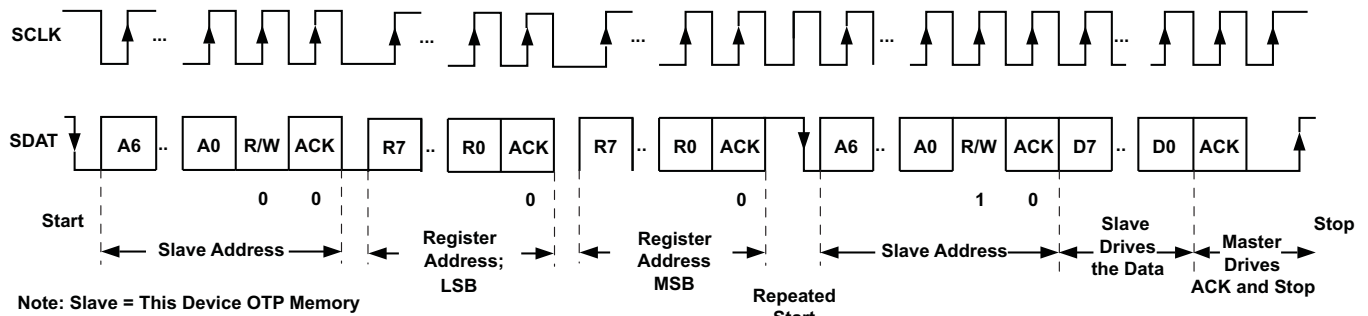 SCLK ... ... ... ... ...
SDAT A6 .. A0 R/W ACK R7 .. R0 ACK R7 .. R0 ACK A6 .. A0 R/W ACK D7 .. D0 ACK
0 0 0 0 1 0
Start
Slave Address
Register
Address;
LSB
Register
Address
MSB
Repeated
Start
Slave Address
Slave
Drives
the Data
Master
Drives
ACK and Stop
Stop
Note: Slave = This Device OTP Memory